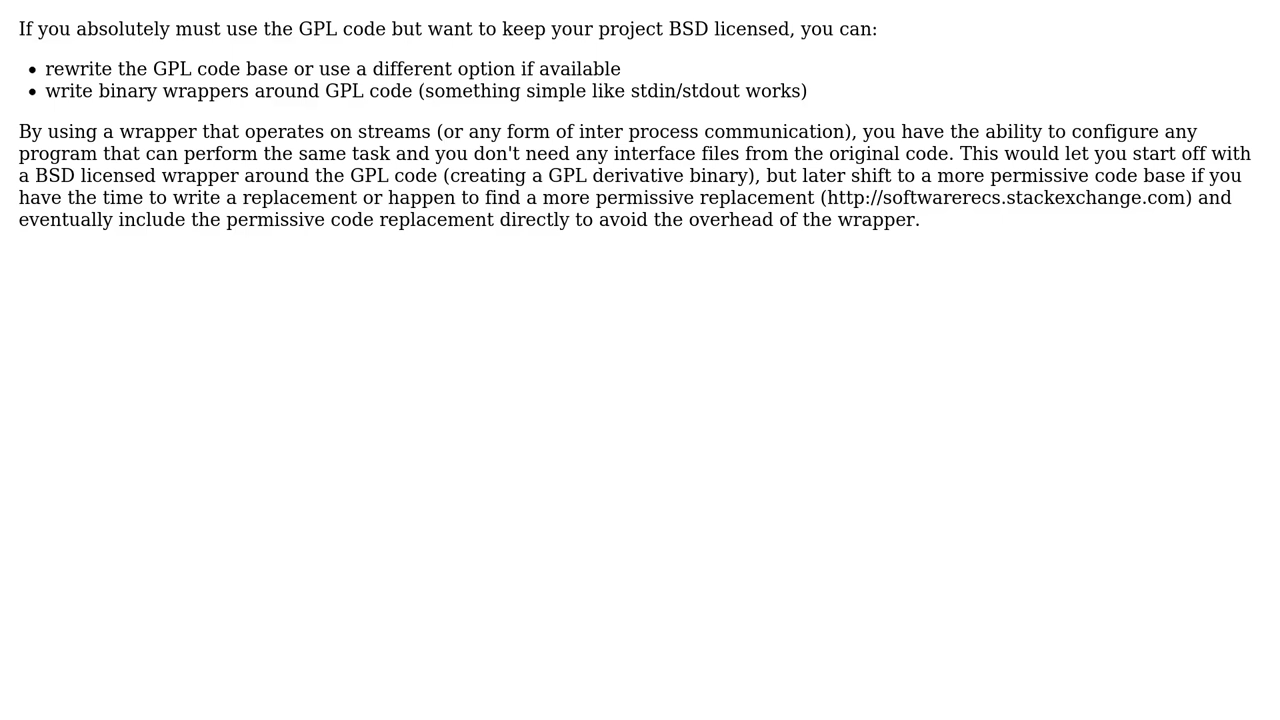 If you absolutely must use the GPL code but want to keep your project BSD licensed, you can:
• rewrite the GPL code base or use a different option if available
• write binary wrappers around GPL code (something simple like stdin/stdout works)
By using a wrapper that operates on streams (or any form of inter process communication), you have the ability to configure any
program that can perform the same task and you don't need any interface files from the original code. This would let you start off with
a BSD licensed wrapper around the GPL code (creating a GPL derivative binary), but later shift to a more permissive code base if you
have the time to write a replacement or happen to find a more permissive replacement (http://softwarerecs.stackexchange.com) and
eventually include the permissive code replacement directly to avoid the overhead of the wrapper.